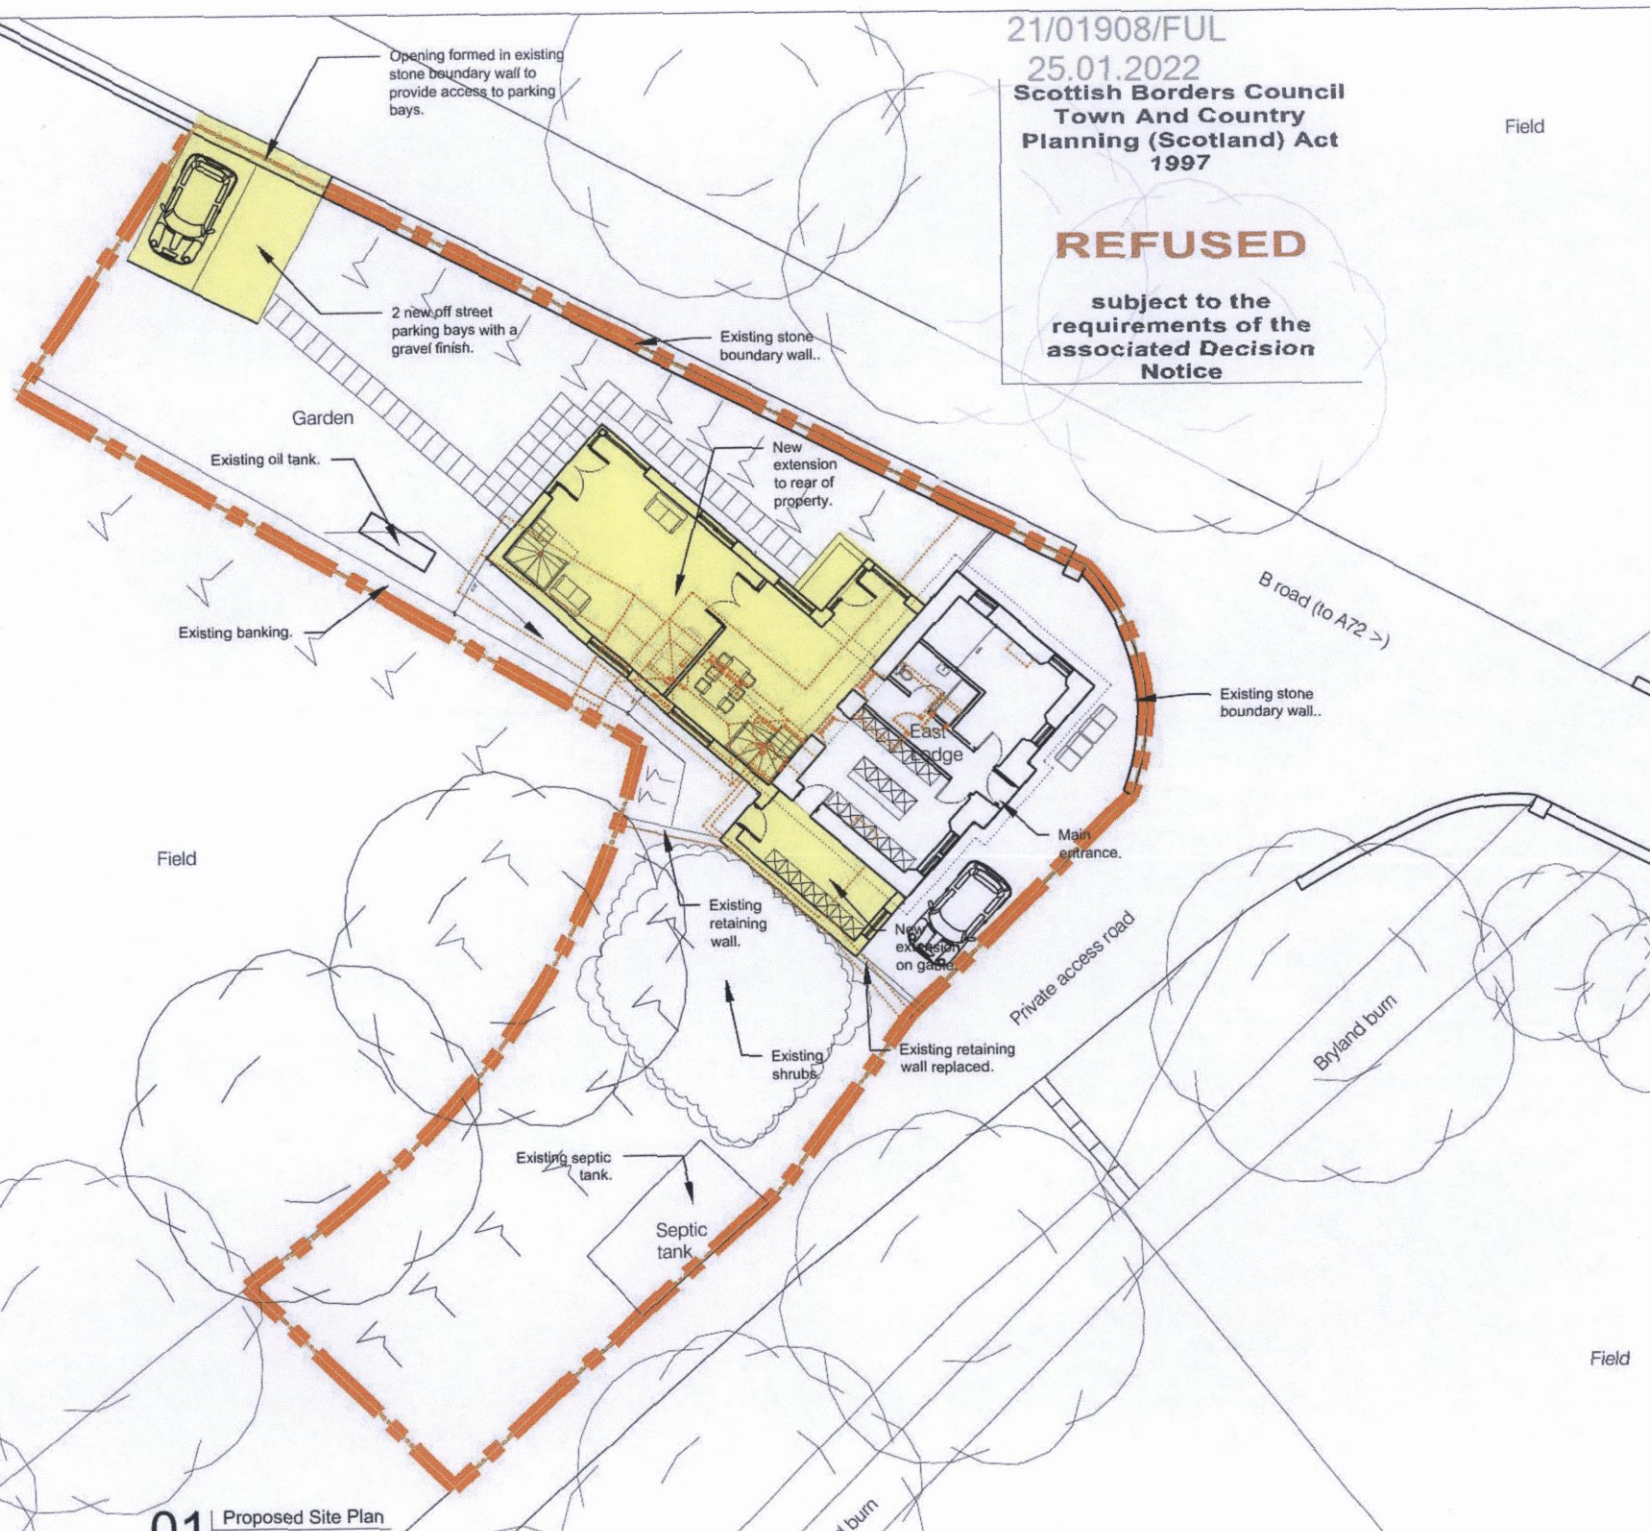 21/01908/FUL
25.01.2022
Scottish Borders Council
Town And Country
Planning (Scotland) Act
1997
REFUSED
subject to the
requirements of the
associated Decision
Notice
Field
Opening formed in existing
stone boundary wall to
provide access to parking
bays.
2 new off street
parking bays with a
gravel finish.
Existing stone
boundary wall..
Garden
Existing oil tank.
New
extension
to rear of
property.
Existing banking.
B road (to A72 >)
Existing stone
boundary wall..
East
Lodge
Main
entrance.
Field
Existing
retaining
wall.
New
extension
on gable.
Private access road
Bryland burn
Existing
shrubs.
Existing retaining
wall replaced.
Existing septic
tank.
Septic
tank
Field
01
Proposed Site Plan
burn